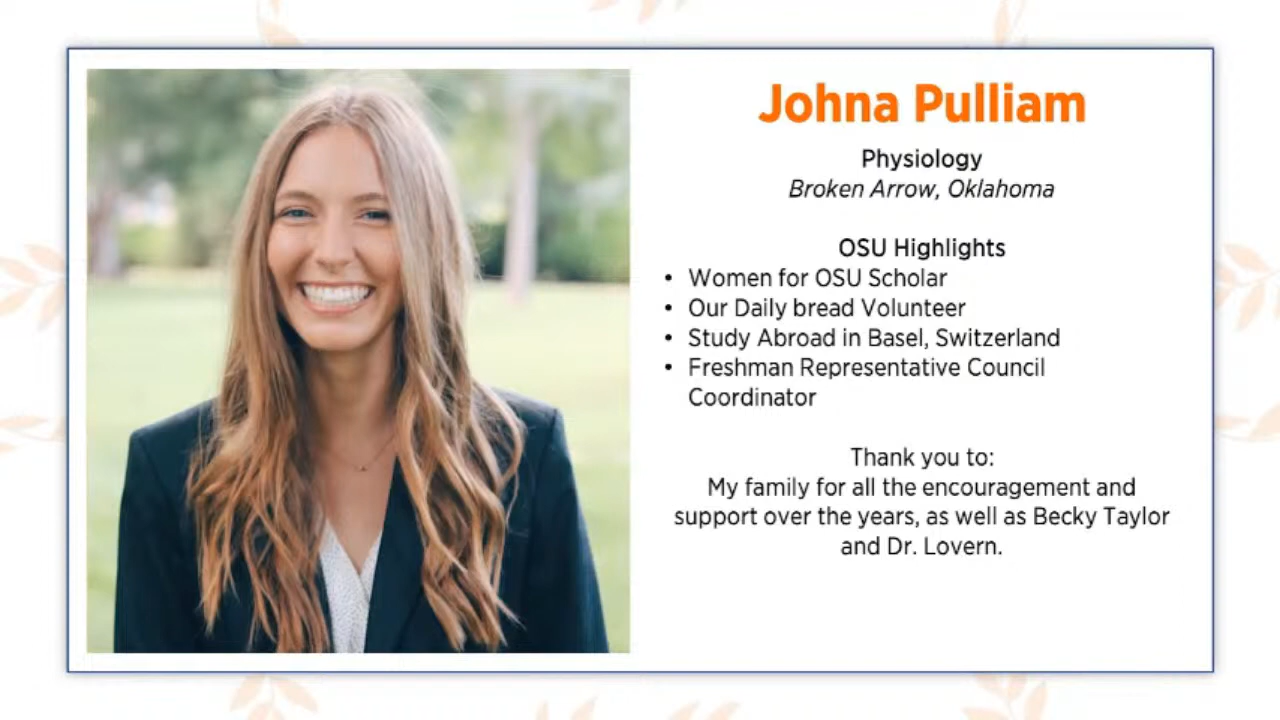 Johna Pulliam
Physiology
Broken Arrow, Oklahoma
OSU Highlights
• Women for OSU Scholar
• Our Daily bread Volunteer
• Study Abroad in Basel, Switzerland
• Freshman Representative Council
Coordinator
Thank you to:
My family for all the encouragement and
support over the years, as well as Becky Taylor
and Dr. Lovern.